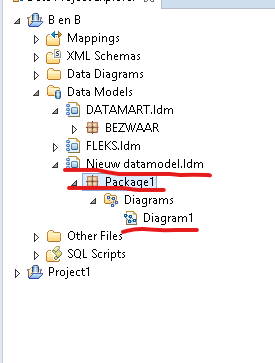 B en B
Mappings
XML Schemas
Data Diagrams
Data Models
DATAMART.ldm
BEZWAAR
FLEKS.ldm
Nieuw datamodel.ldm
Package1
Diagrams
Diagram1
Other Files
SQL Scripts
Project1